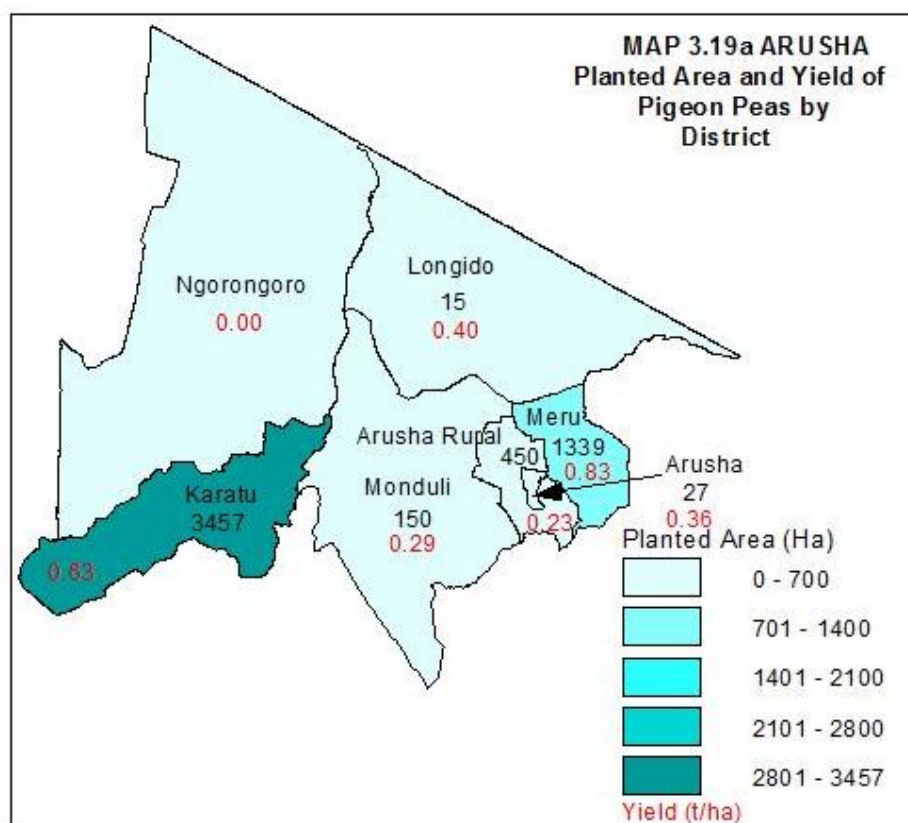 MAP 3.19a ARUSHA
Planted Area and Yield of
Pigeon Peas by
District
Ngorongoro
0.00
Longido
15
0.40
Meru
1339
0.83
Arusha Rural
450
0.23
Monduli
150
0.29
Karatu
3457
0.63
Arusha
27
0.36
Planted Area (Ha)
0 - 700
701 - 1400
1401 - 2100
2101 - 2800
2801 - 3457
Yield (t/ha)